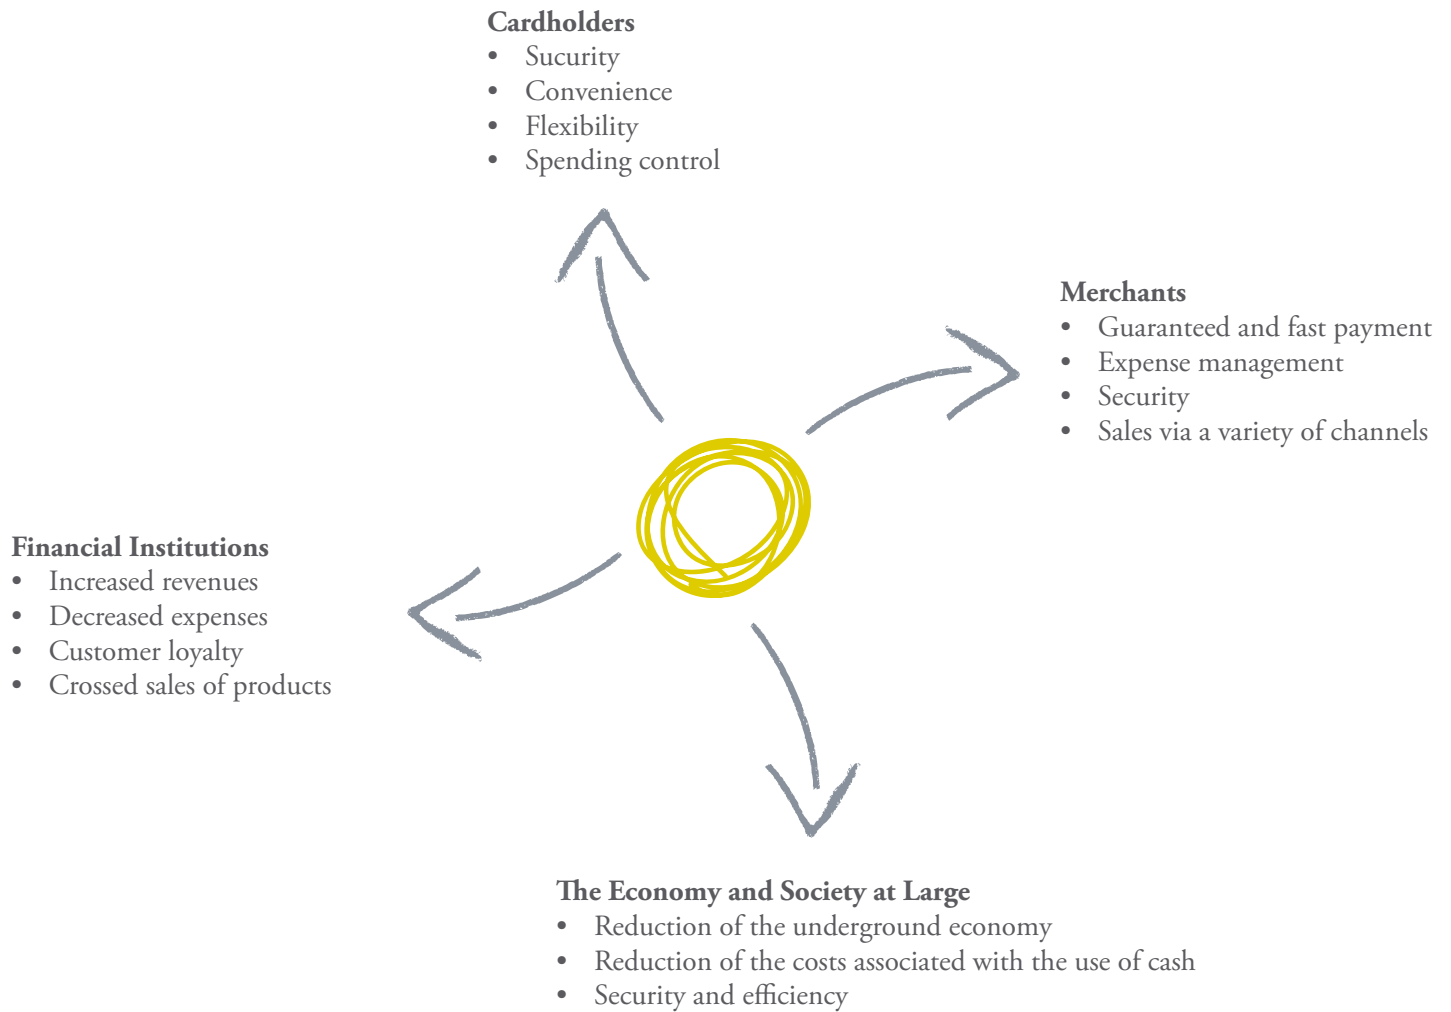 Cardholders
• Sucurity
• Convenience
• Flexibility
• Spending control
Merchants
• Guaranteed and fast payment
• Expense management
• Security
• Sales via a variety of channels
Financial Institutions
• Increased revenues
• Decreased expenses
• Customer loyalty
• Crossed sales of products
The Economy and Society at Large
• Reduction of the underground economy
• Reduction of the costs associated with the use of cash
• Security and efficiency